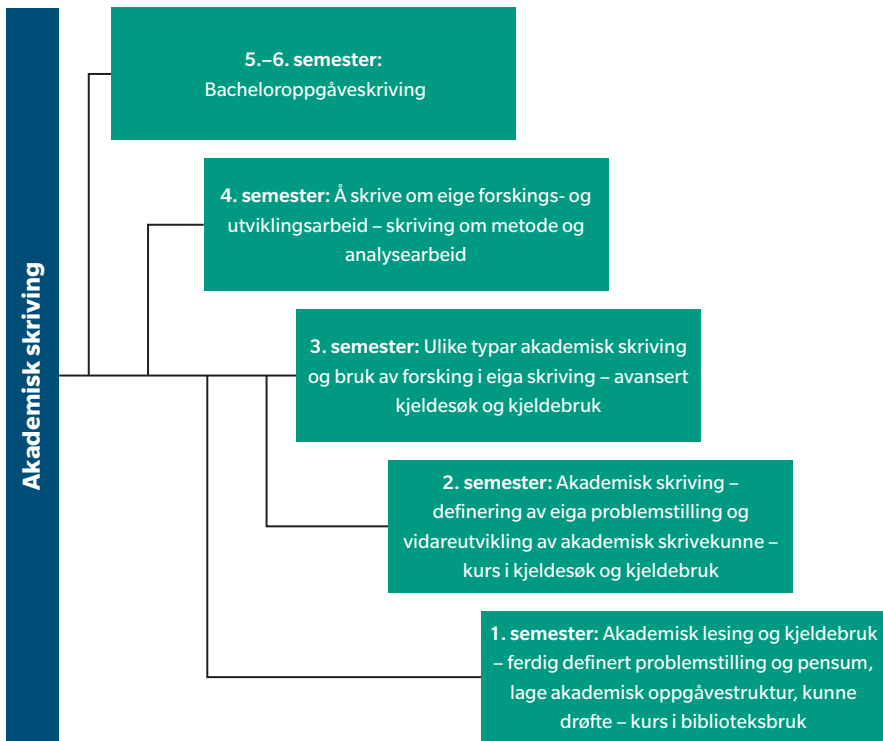 Akademisk skriving
5.–6. semester:
Bacheloroppgåveskriving
4. semester: Å skrive om eige forskings- og
utviklingsarbeid – skriving om metode og
analysearbeid
3. semester: Ulike typar akademisk skriving
og bruk av forsking i eiga skriving – avansert
kjeldesøk og kjeldebruk
2. semester: Akademisk skriving –
definering av eiga problemstilling og
vidareutvikling av akademisk skrivekunne –
kurs i kjeldesøk og kjeldebruk
1. semester: Akademisk lesing og kjeldebruk
– ferdig definert problemstilling og pensum,
lage akademisk oppgåvestruktur, kunne
drøfte – kurs i biblioteksbruk